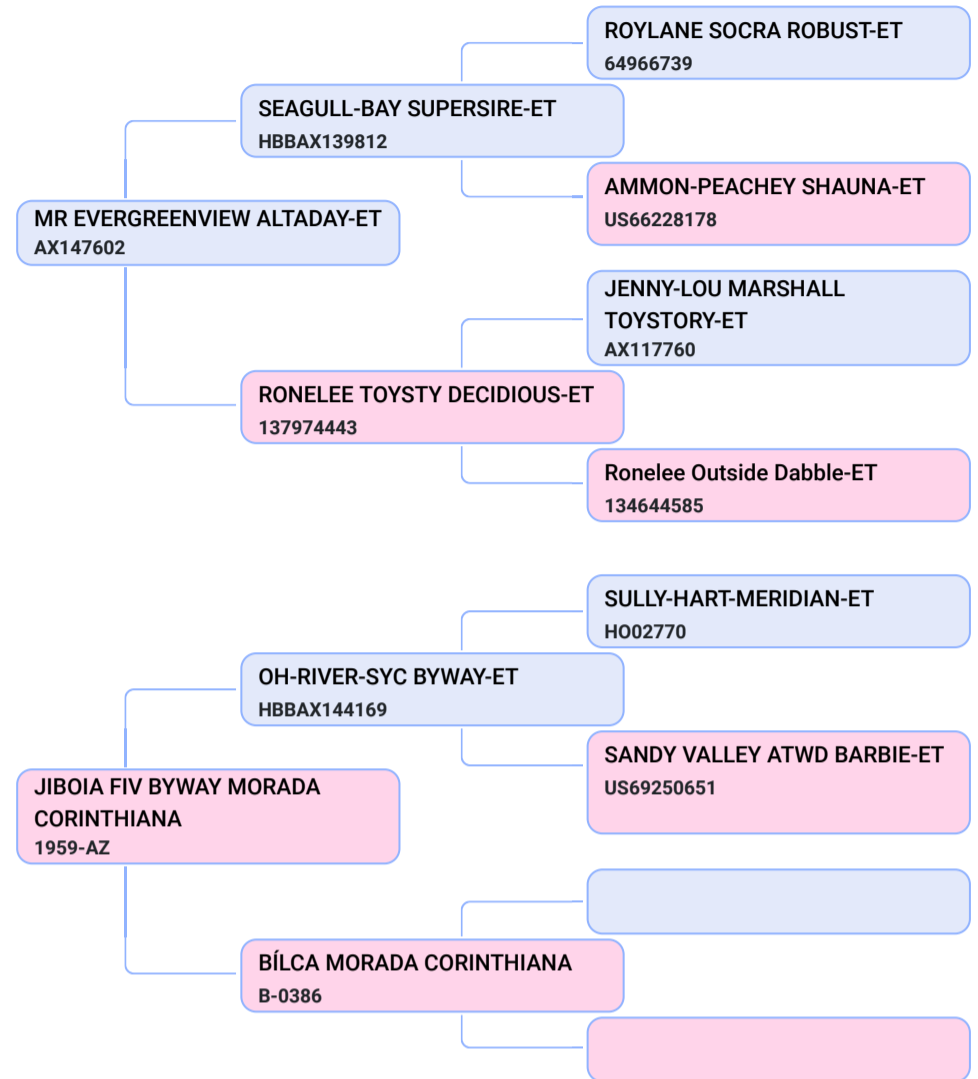 ROYLANE SOCRA ROBUST-ET
64966739
SEAGULL-BAY SUPERSIRE-ET
HBBAX139812
AMMON-PEACHEY SHAUNA-ET
US66228178
MR EVERGREENVIEW ALTADAY-ET
AX147602
JENNY-LOU MARSHALL
TOYSTORY-ET
AX117760
RONELEE TOYSTY DECIDIOUS-ET
137974443
Ronelee Outside Dabble-ET
134644585
SULLY-HART-MERIDIAN-ET
HO02770
OH-RIVER-SYC BYWAY-ET
HBBAX144169
SANDY VALLEY ATWD BARBIE-ET
US69250651
JIBOIA FIV BYWAY MORADA
CORINTHIANA
1959-AZ
BÍLCA MORADA CORINTHIANA
B-0386